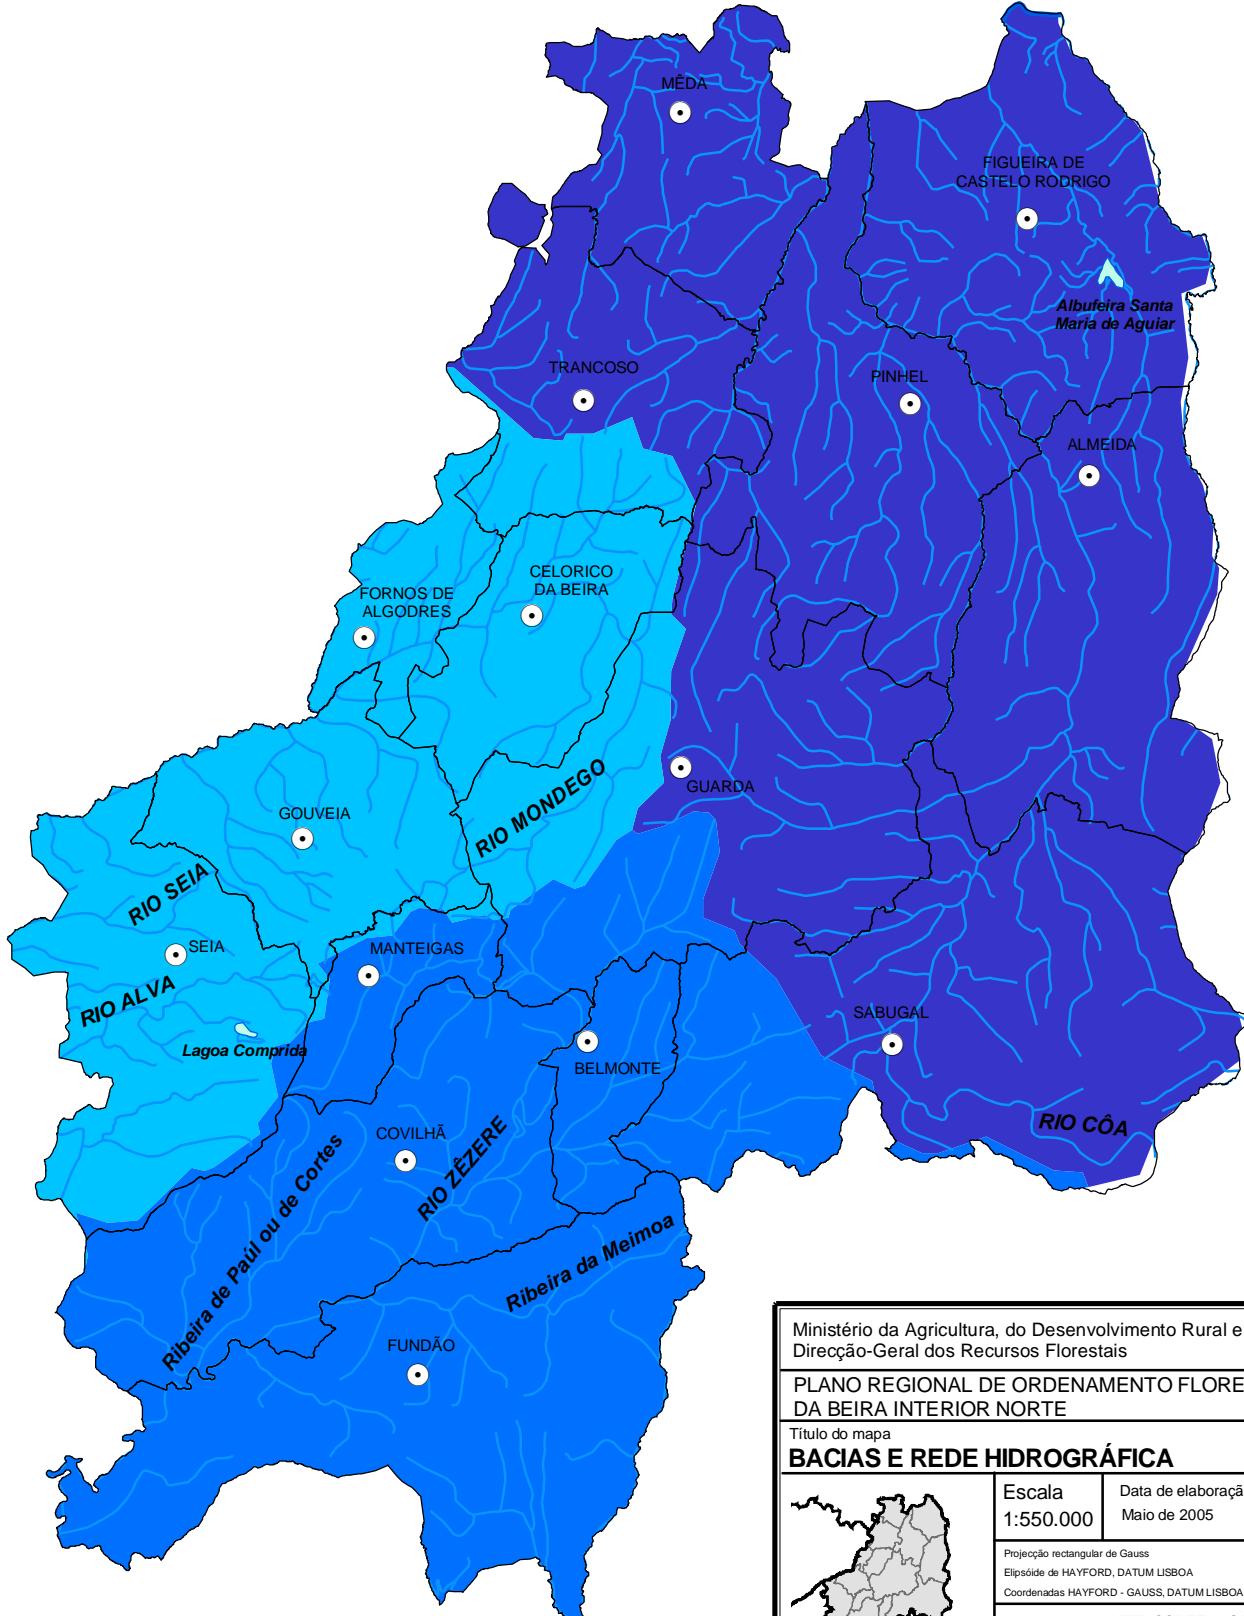 MÊDA
FIGUEIRA DE
CASTELO RODRIGO
Albufeira Santa
Maria de Aguiar
TRANCOSO
PINHEL
ALMEIDA
CELORICO
DA BEIRA
FORNOS DE
ALGODRES
GUARDA
RIO MONDEGO
GOUVEIA
RIO SEIA
SEIA
MANTEIGAS
RIO ALVA
Lagoa Comprida
SABUGAL
BELMONTE
RIO CÔA
COVILHÃ
RIO ZÊZERE
Ribeira de Paúl ou de Cortes
Ribeira da Meimoa
FUNDÃO
Ministério da Agricultura, do Desenvolvimento Rural e
Direcção-Geral dos Recursos Florestais
PLANO REGIONAL DE ORDENAMENTO FLORE
DA BEIRA INTERIOR NORTE
Título do mapa
BACIAS E REDE HIDROGRÁFICA
Escala
1:550.000
Data de elaboraçã
Maio de 2005
Projecção rectangular de Gauss
Elipsóide de HAYFORD, DATUM LISBOA
Coordenadas HAYFORD - GAUSS, DATUM LISBOA